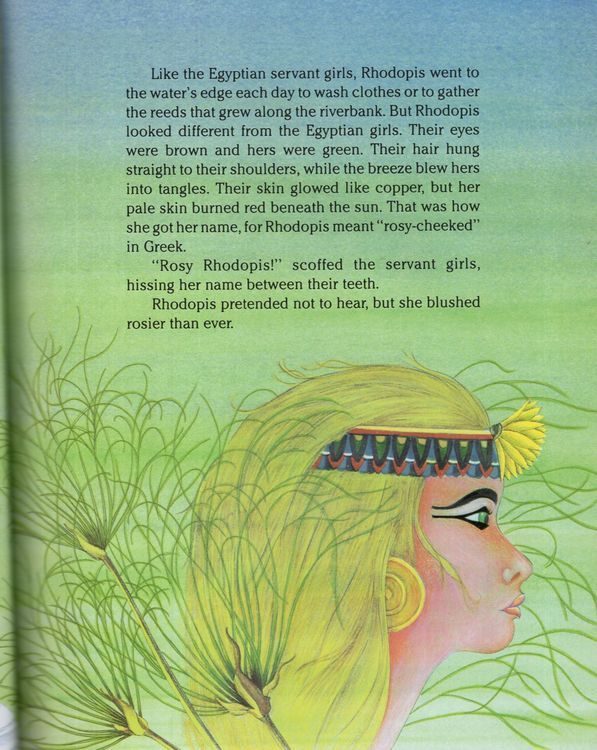 Like the Egyptian servant girls, Rhodopis went to
the water's edge each day to wash clothes or to gather
the reeds that grew along the riverbank. But Rhodopis
looked different from the Egyptian girls. Their eyes
were brown and hers were green. Their hair hung
straight to their shoulders, while the breeze blew hers
into tangles. Their skin glowed like copper, but her
pale skin burned red beneath the sun. That was how
she got her name, for Rhodopis meant “rosy-cheeked”
in Greek.
“Rosy Rhodopis!” scoffed the servant girls,
hissing her name between their teeth.
Rhodopis pretended not to hear, but she blushed
rosier than ever.